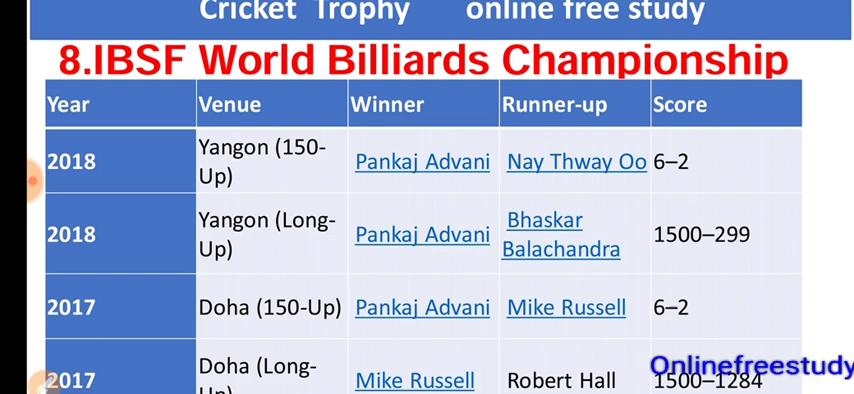 Cricket Trophy online free study
8.IBSF World Billiards Championship
Year Venue Winner Runner-up Score
2018 Yangon (150-Up) Pankaj Advani Nay Thway Oo 6–2
2018 Yangon (Long-Up) Pankaj Advani Bhaskar Balachandra 1500–299
2017 Doha (150-Up) Pankaj Advani Mike Russell 6–2
2017 Doha (Long-Up) Mike Russell Robert Hall 1500–1284
Onlinefreestudy